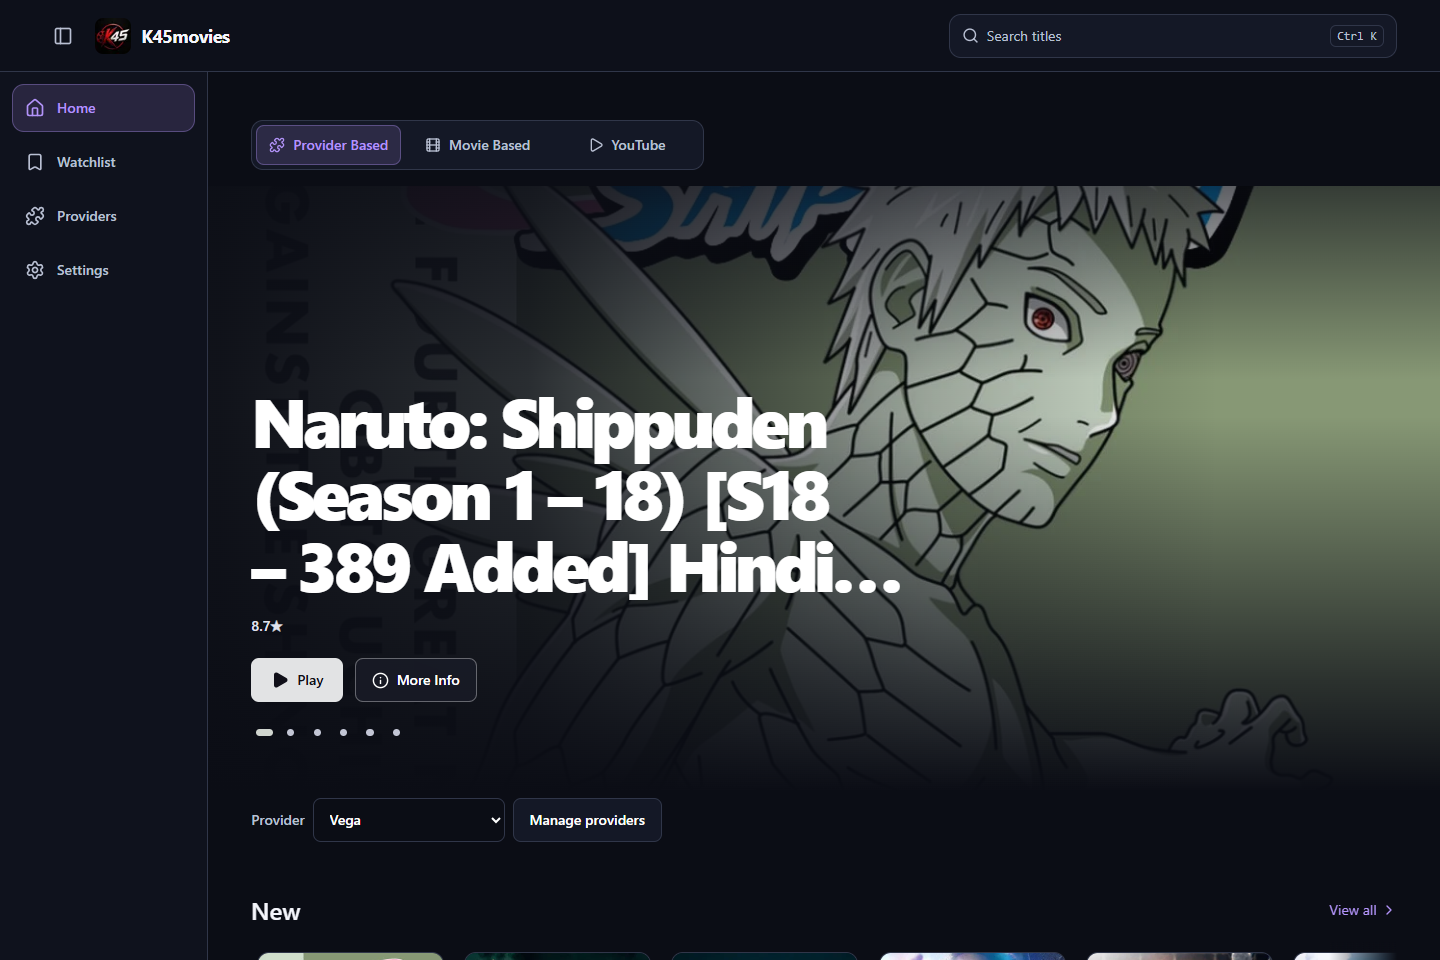 K45
K45movies
Search titles
Ctrl K
Home
Watchlist
Providers
Settings
Provider Based
Movie Based
YouTube
Naruto: Shippuden
(Season 1 – 18) [S18
– 389 Added] Hindi…
8.7★
Play
More Info
Provider
Vega
Manage providers
New
View all